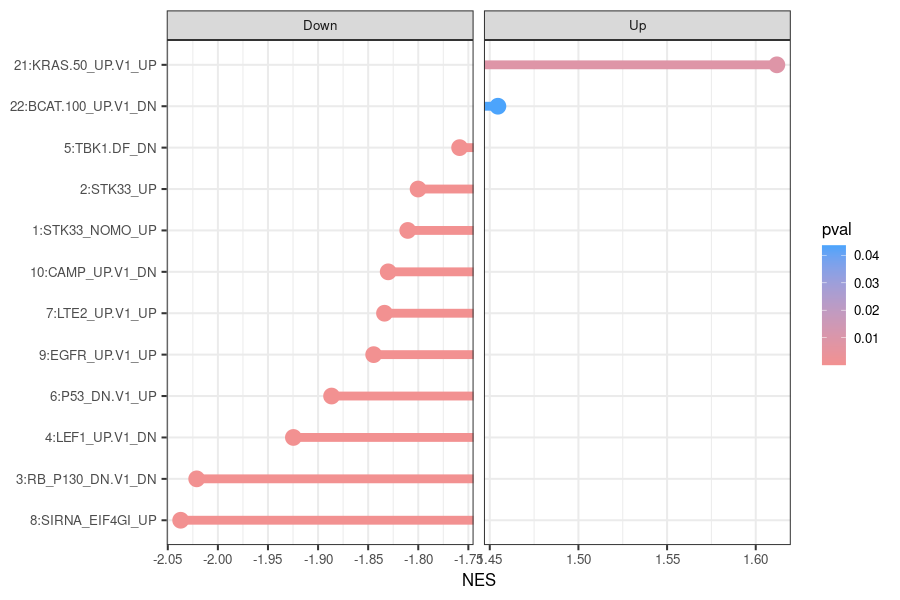 Down
Up
21:KRAS.50_UP.V1_UP
22:BCAT.100_UP.V1_DN
5:TBK1.DF_DN
2:STK33_UP
1:STK33_NOMO_UP
10:CAMP_UP.V1_DN
7:LTE2_UP.V1_UP
9:EGFR_UP.V1_UP
6:P53_DN.V1_UP
4:LEF1_UP.V1_DN
3:RB_P130_DN.V1_DN
8:SIRNA_EIF4GI_UP
-2.05 -2.00 -1.95 -1.90 -1.85 -1.80 -1.75
1.45 1.50 1.55 1.60
NES
pval
0.04
0.03
0.02
0.01